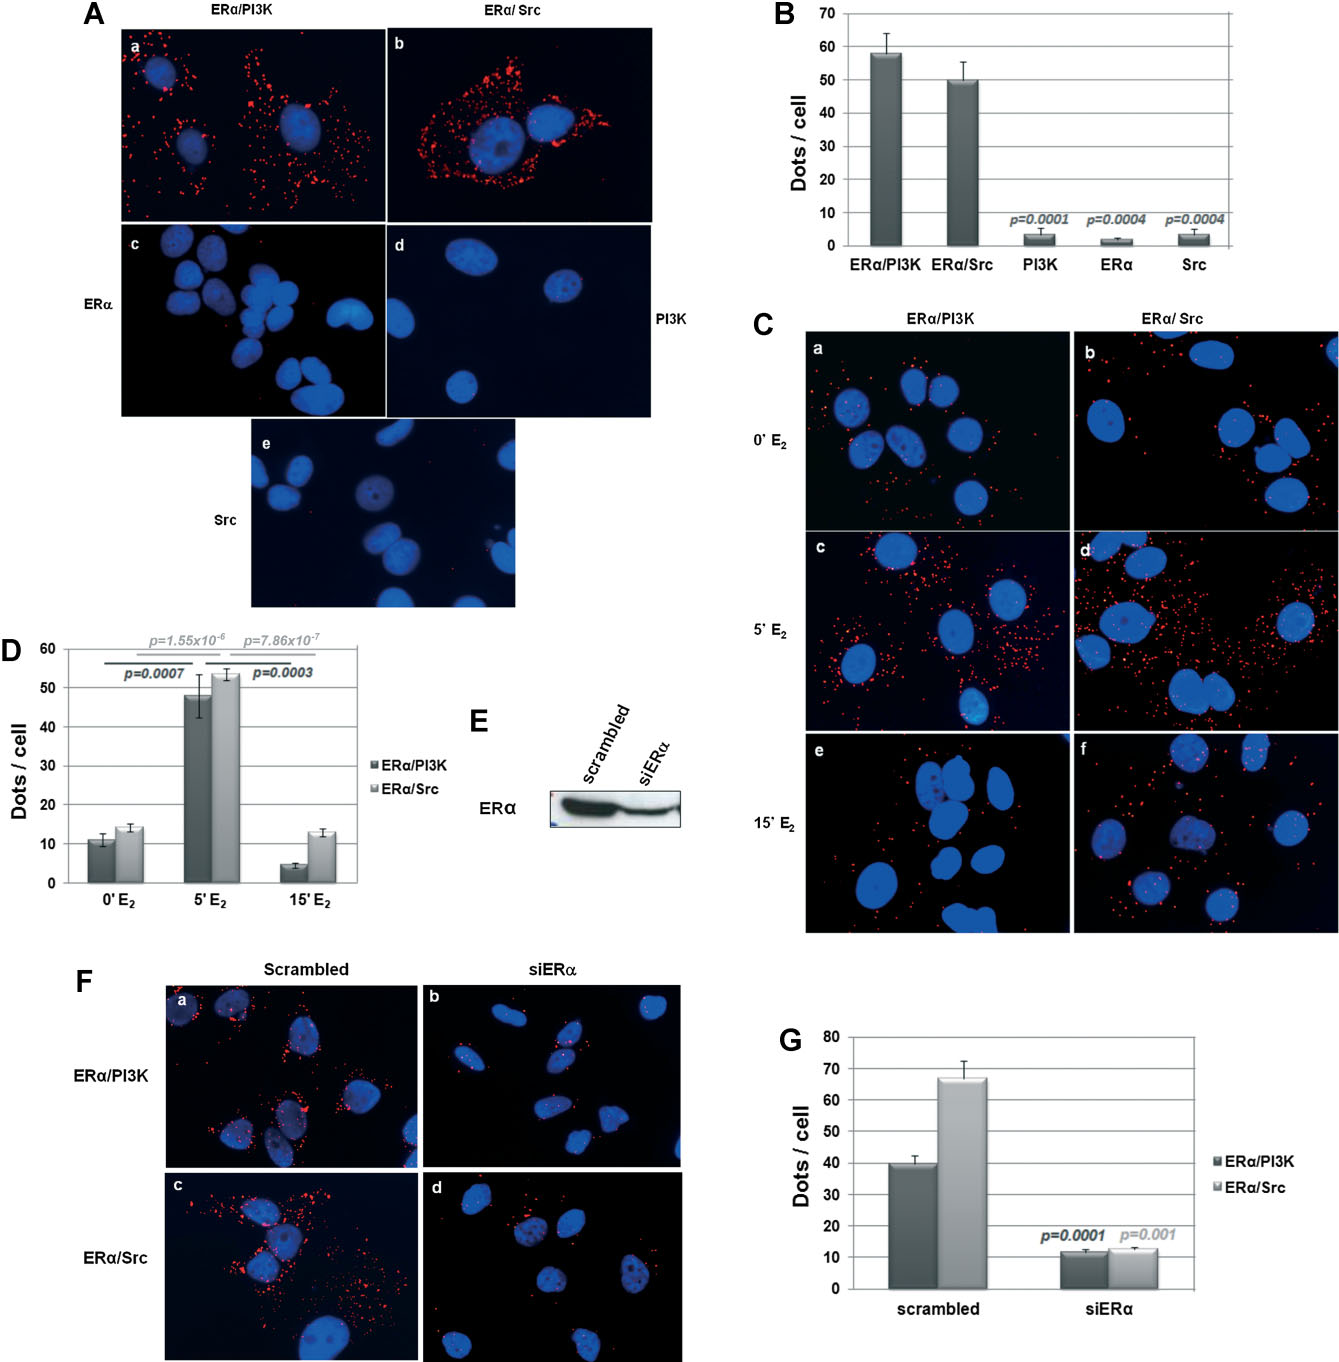 A
ERα/PI3K
ERα/ Src
a
b
c
d
e
ERα
PI3K
Src
B
Dots / cell
70
60
50
40
30
20
10
0
p=0.0001
p=0.0004
p=0.0004
ERα/PI3K
ERα/Src
PI3K
ERα
Src
C
ERα/PI3K
ERα/ Src
a
b
0' E2
c
d
5' E2
e
f
15' E2
D
Dots / cell
60
50
40
30
20
10
0
p=1.55x10-6
p=7.86x10-7
p=0.0007
p=0.0003
ERα/PI3K
ERα/Src
0' E2
5' E2
15' E2
E
scrambled
siERα
ERα
F
Scrambled
siERα
a
b
ERα/PI3K
c
d
ERα/Src
G
Dots / cell
80
70
60
50
40
30
20
10
0
p=0.0001
p=0.001
ERα/PI3K
ERα/Src
scrambled
siERα